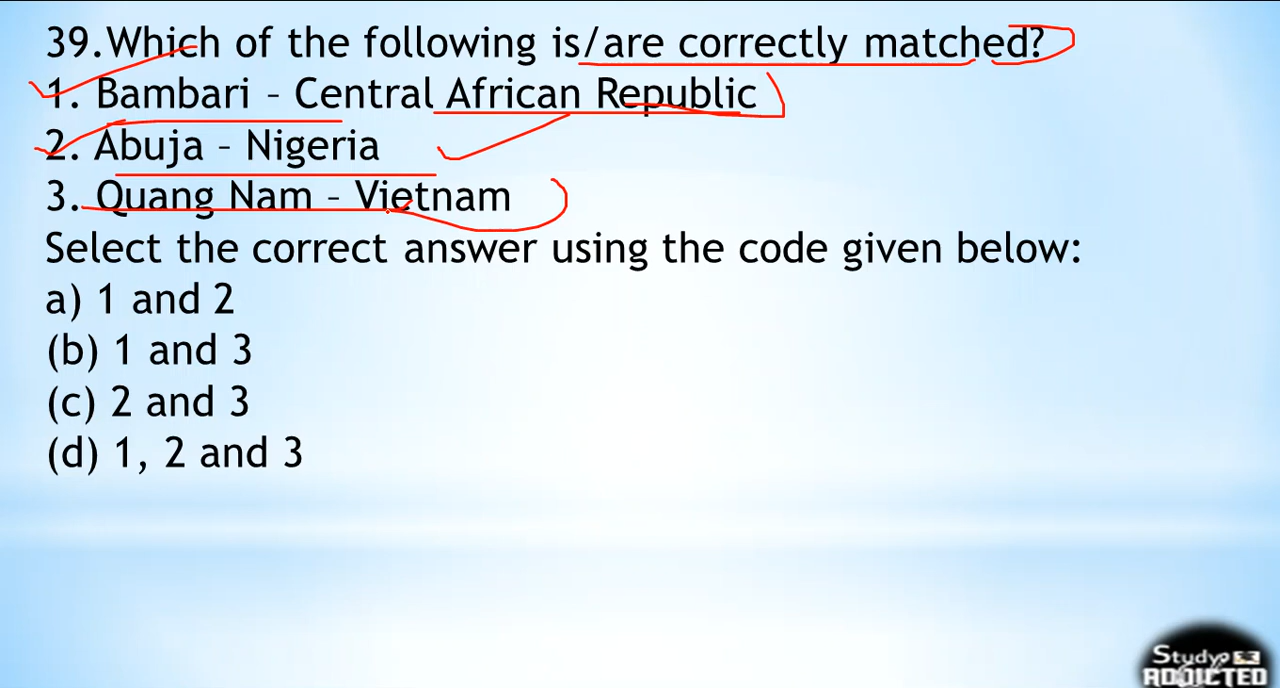 39.Which of the following is/are correctly matched?
1. Bambari – Central African Republic
2. Abuja – Nigeria
3. Quang Nam – Vietnam
Select the correct answer using the code given below:
a) 1 and 2
(b) 1 and 3
(c) 2 and 3
(d) 1, 2 and 3
Study
ADDICTED